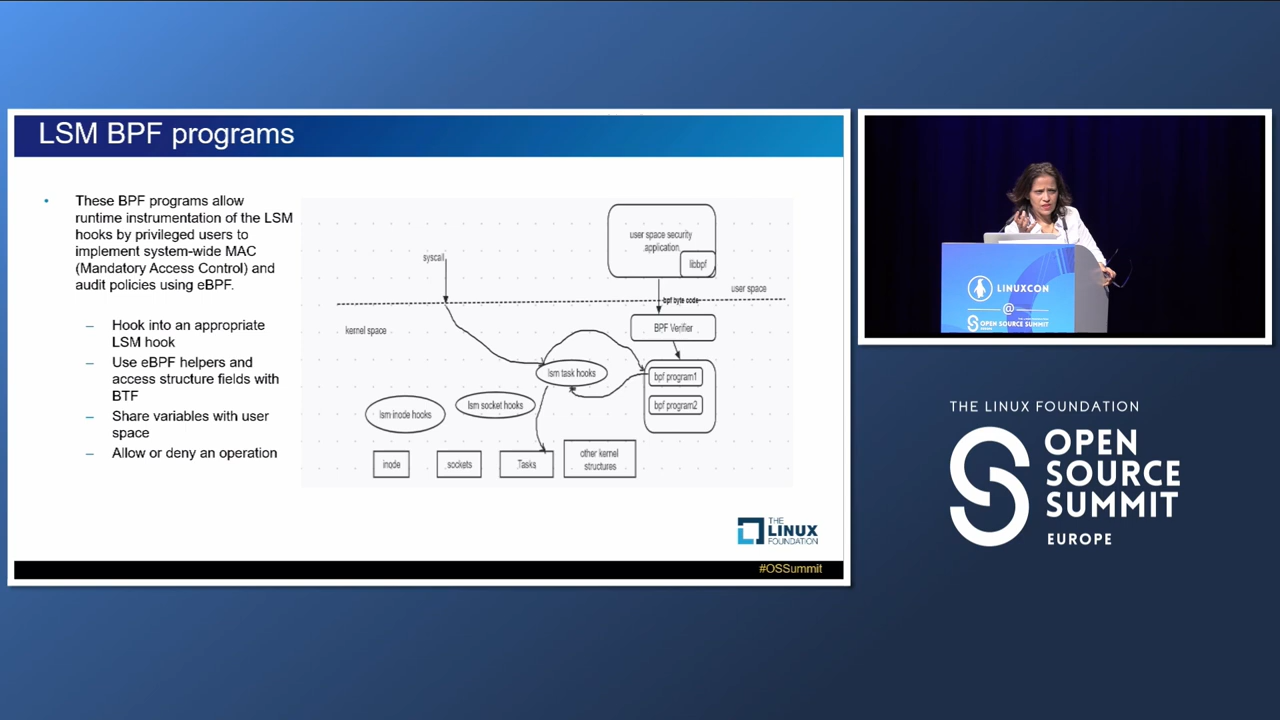 LSM BPF programs
• These BPF programs allow
runtime instrumentation of the LSM
hooks by privileged users to
implement system-wide MAC
(Mandatory Access Control) and
audit policies using eBPF.
– Hook into an appropriate
LSM hook
– Use eBPF helpers and
access structure fields with
BTF
– Share variables with user
space
– Allow or deny an operation
user space security
application
libbpf
syscall
user space
bpf byte code
kernel space
BPF Verifier
lsm task hooks
bpf program1
bpf program2
lsm inode hooks
lsm socket hooks
inode
sockets
Tasks
other kernel
structures
THE
LINUX
FOUNDATION
#OSSummit
LINUXCON
@
OPEN SOURCE SUMMIT
THE LINUX FOUNDATION
OPEN
SOURCE
SUMMIT
EUROPE